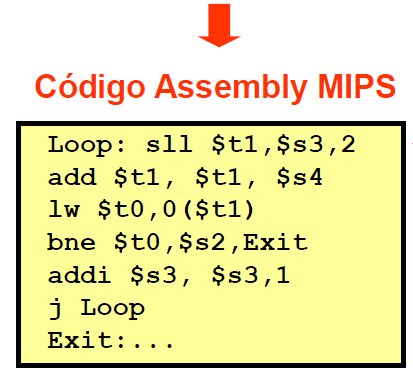 Código Assembly MIPS
Loop: sll $t1,$s3,2
add $t1, $t1, $s4
lw $t0,0($t1)
bne $t0,$s2,Exit
addi $s3, $s3,1
j Loop
Exit:...